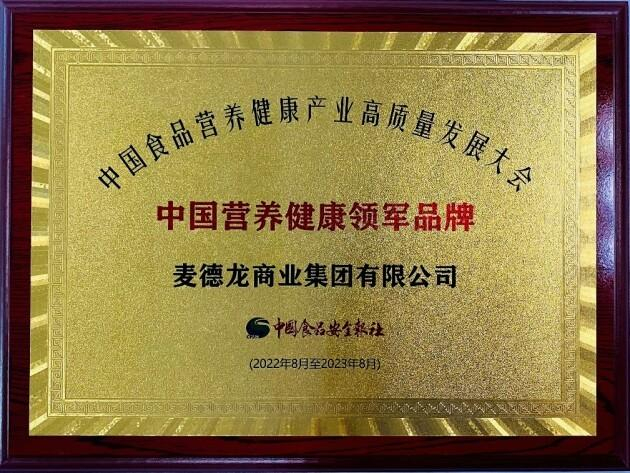 中国食品营养健康产业高质量发展大会
中国营养健康领军品牌
麦德龙商业集团有限公司
中国食品安全报社
(2022年8月至2023年8月)